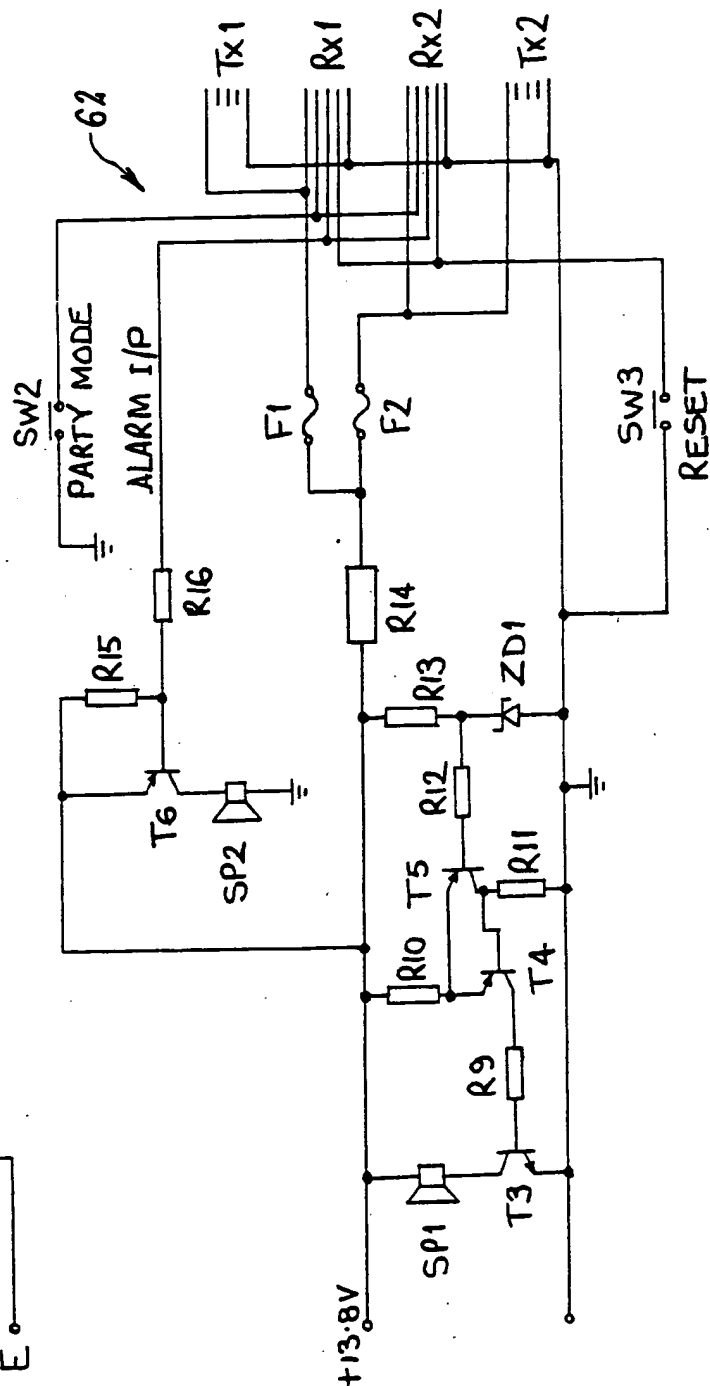 62
Tx1
Rx1
Rx2
Tx2
SW2
PARTY MODE
ALARM I/P
F1
F2
SW3
RESET
R16
R15
R14
R13
ZD1
R12
R11
T6
SP2
T5
R10
T4
R9
SP1
T3
+13·8V
E